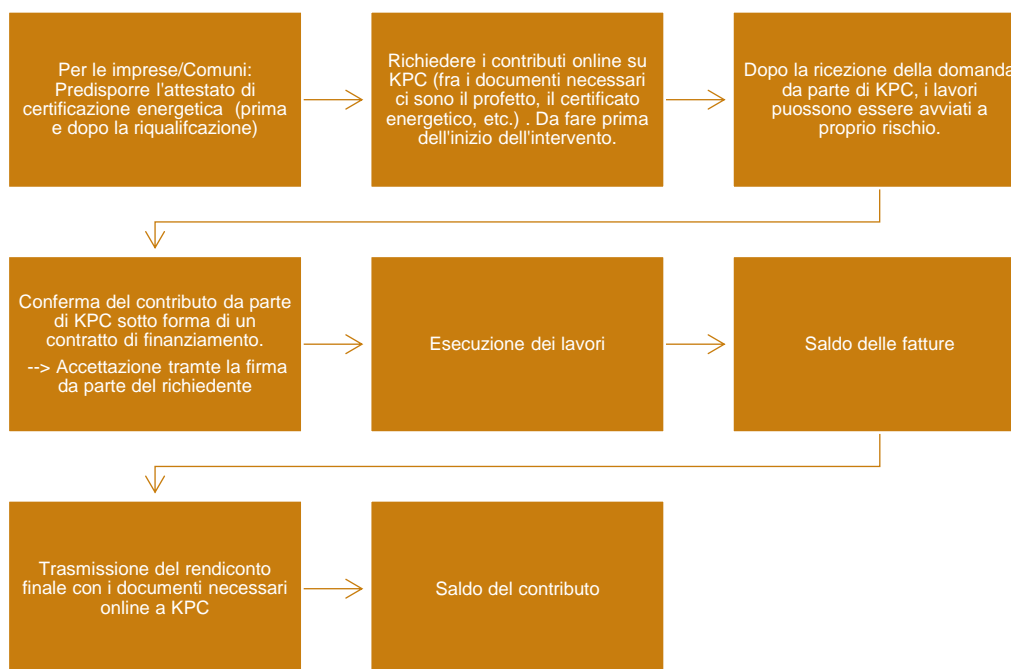 Per le imprese/Comuni:
Predisporre l'attestato di
certificazione energetica (prima
e dopo la riqualifcazione)
Richiedere i contributi online su
KPC (fra i documenti necessari
ci sono il profetto, il certificato
energetico, etc.) . Da fare prima
dell'inizio dell'intervento.
Dopo la ricezione della domanda
da parte di KPC, i lavori
puossono essere avviati a
proprio rischio.
Conferma del contributo da parte
di KPC sotto forma di un
contratto di finanziamento.
--> Accettazione tramte la firma
da parte del richiedente
Esecuzione dei lavori
Saldo delle fatture
Trasmissione del rendiconto
finale con i documenti necessari
online a KPC
Saldo del contributo